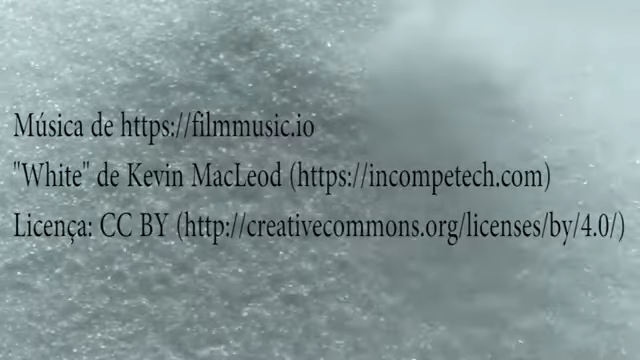 Música de https://filmmusic.io
"White" de Kevin MacLeod (https://incompetech.com)
Licença: CC BY (http://creativecommons.org/licenses/by/4.0/)